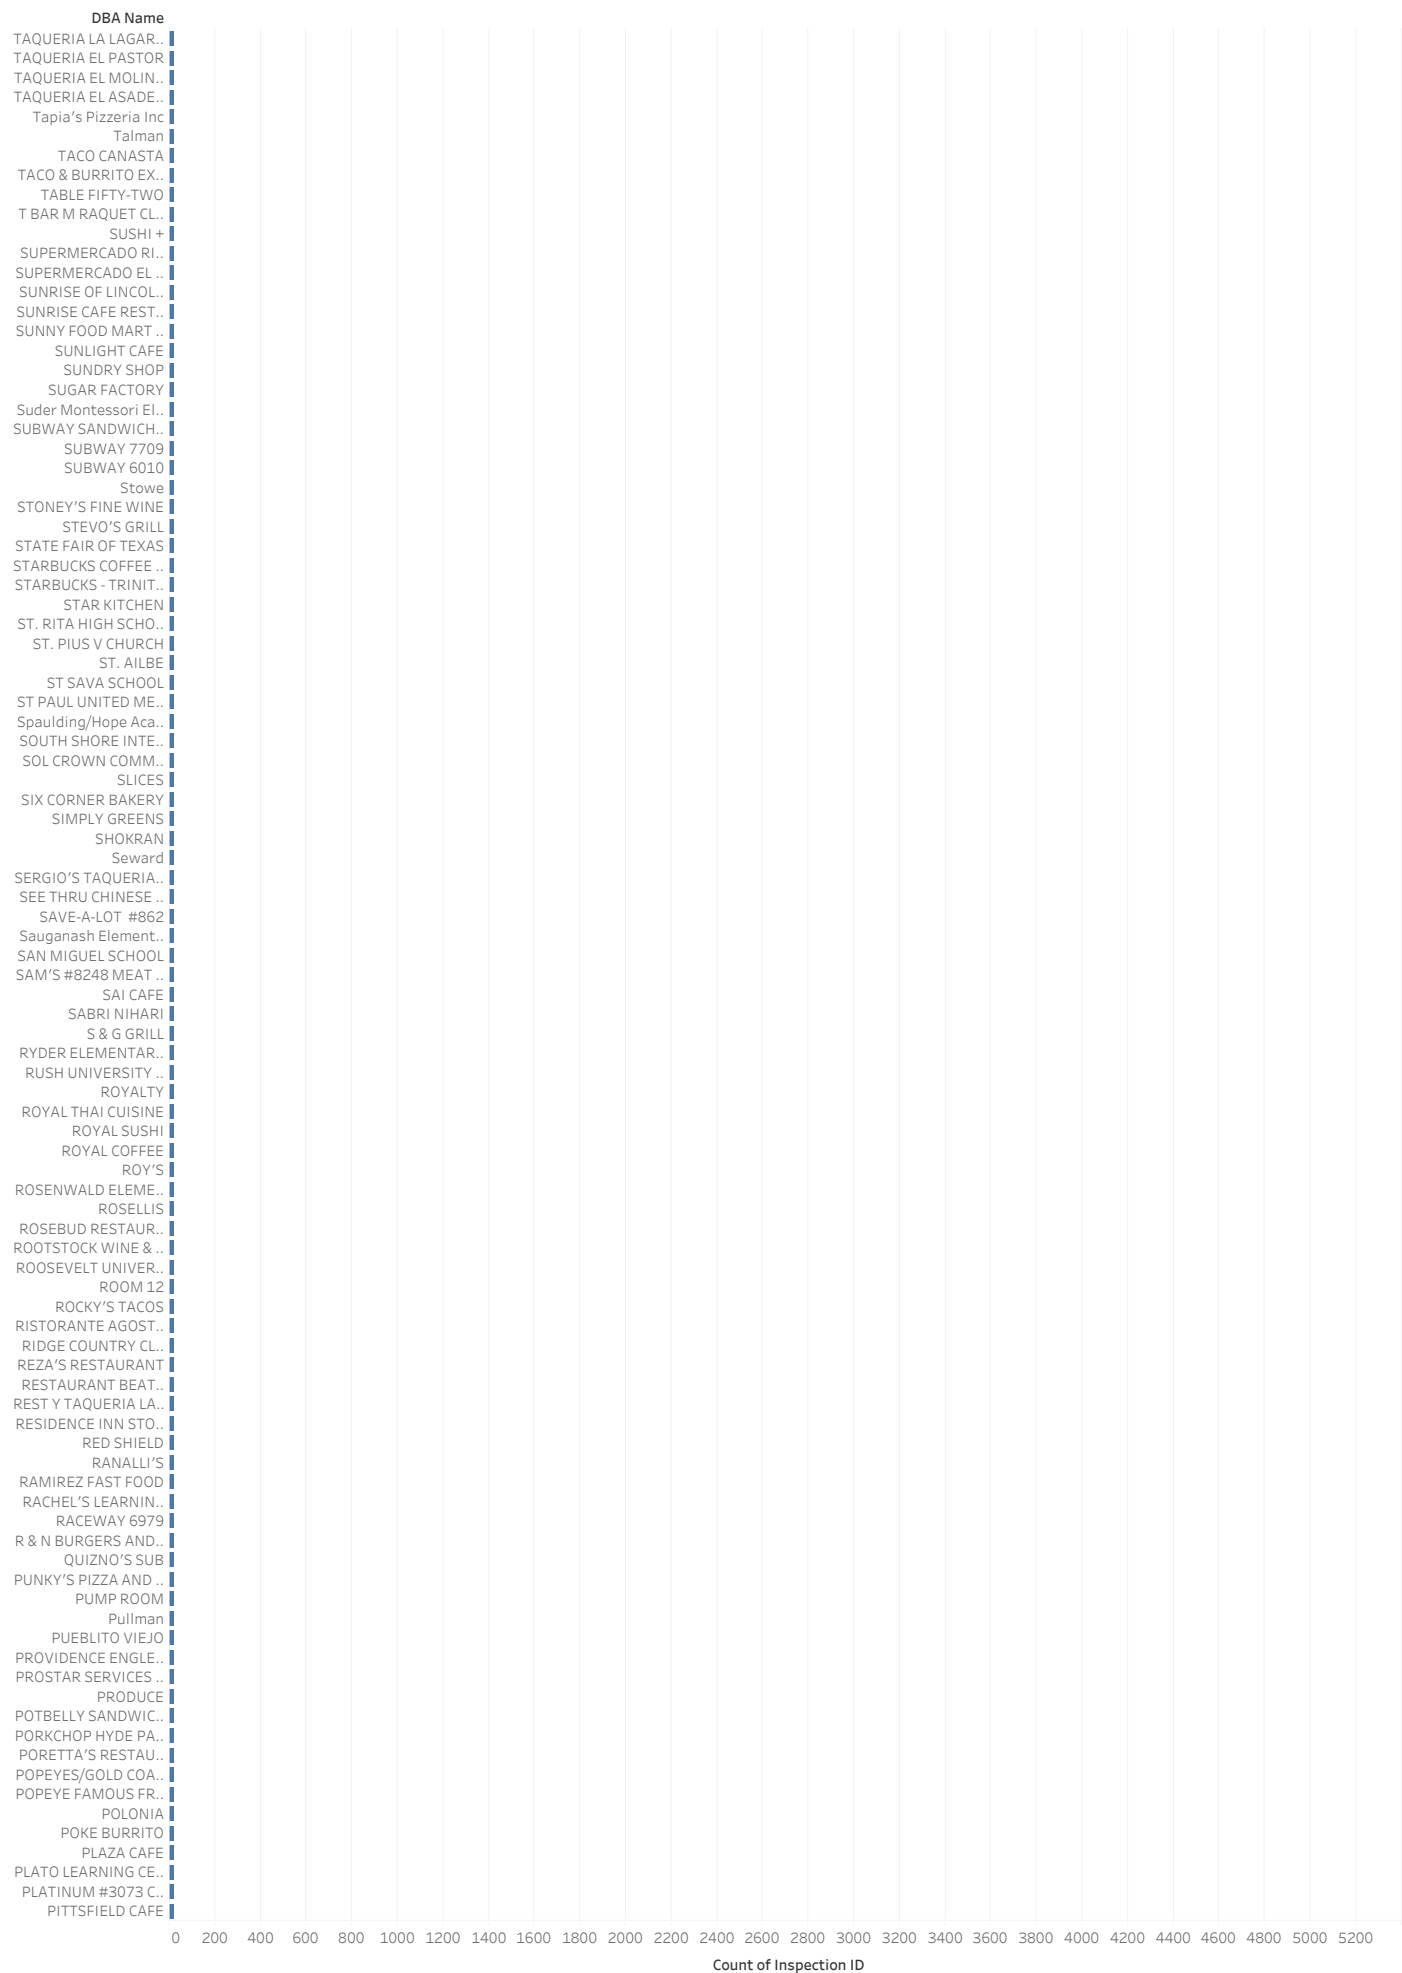 DBA Name
TAQUERIA LA LAGAR..
TAQUERIA EL PASTOR
TAQUERIA EL MOLIN..
TAQUERIA EL ASADE..
Tapia's Pizzeria Inc
Talman
TACO CANASTA
TACO & BURRITO EX..
TABLE FIFTY-TWO
T BAR M RAQUET CL..
SUSHI +
SUPERMERCADO RI..
SUPERMERCADO EL ..
SUNRISE OF LINCOL..
SUNRISE CAFE REST..
SUNNY FOOD MART ..
SUNLIGHT CAFE
SUNDRY SHOP
SUGAR FACTORY
Suder Montessori El..
SUBWAY SANDWICH..
SUBWAY 7709
SUBWAY 6010
Stowe
STONEY'S FINE WINE
STEVO'S GRILL
STATE FAIR OF TEXAS
STARBUCKS COFFEE ..
STARBUCKS - TRINIT..
STAR KITCHEN
ST. RITA HIGH SCHO..
ST. PIUS V CHURCH
ST. AILBE
ST SAVA SCHOOL
ST PAUL UNITED ME..
Spaulding/Hope Aca..
SOUTH SHORE INTE..
SOL CROWN COMM..
SLICES
SIX CORNER BAKERY
SIMPLY GREENS
SHOKRAN
Seward
SERGIO'S TAQUERIA..
SEE THRU CHINESE ..
SAVE-A-LOT  #862
Sauganash Element..
SAN MIGUEL SCHOOL
SAM'S #8248 MEAT ..
SAI CAFE
SABRI NIHARI
S & G GRILL
RYDER ELEMENTAR..
RUSH UNIVERSITY ..
ROYALTY
ROYAL THAI CUISINE
ROYAL SUSHI
ROYAL COFFEE
ROY'S
ROSENWALD ELEME..
ROSELLIS
ROSEBUD RESTAUR..
ROOTSTOCK WINE & ..
ROOSEVELT UNIVER..
ROOM 12
ROCKY'S TACOS
RISTORANTE AGOST..
RIDGE COUNTRY CL..
REZA'S RESTAURANT
RESTAURANT BEAT..
REST Y TAQUERIA LA..
RESIDENCE INN STO..
RED SHIELD
RANALLI'S
RAMIREZ FAST FOOD
RACHEL'S LEARNIN..
RACEWAY 6979
R & N BURGERS AND..
QUIZNO'S SUB
PUNKY'S PIZZA AND ..
PUMP ROOM
Pullman
PUEBLITO VIEJO
PROVIDENCE ENGLE..
PROSTAR SERVICES ..
PRODUCE
POTBELLY SANDWIC..
PORKCHOP HYDE PA..
PORETTA'S RESTAU..
POPEYES/GOLD COA..
POPEYE FAMOUS FR..
POLONIA
POKE BURRITO
PLAZA CAFE
PLATO LEARNING CE..
PLATINUM #3073 C..
PITTSFIELD CAFE
0 200 400 600 800 1000 1200 1400 1600 1800 2000 2200 2400 2600 2800 3000 3200 3400 3600 3800 4000 4200 4400 4600 4800 5000 5200
Count of Inspection ID